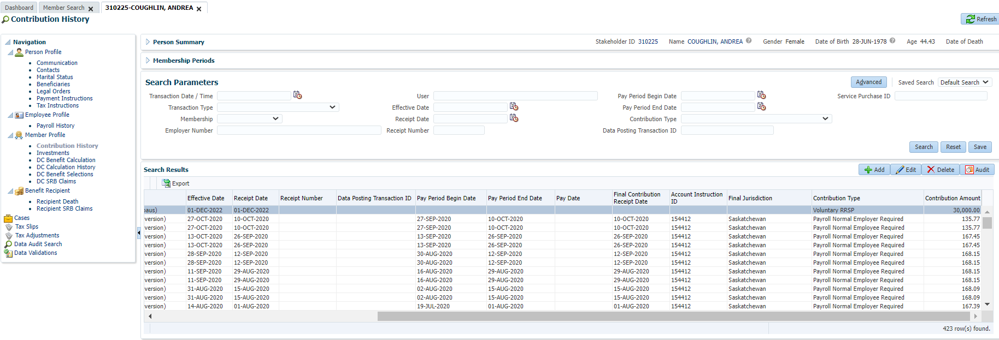 Dashboard Member Search 310225-COUGHLIN, ANDREA
Contribution History
Refresh
Navigation
Person Profile
Communication
Contacts
Marital Status
Beneficiaries
Legal Orders
Payment Instructions
Tax Instructions
Employee Profile
Payroll History
Member Profile
Contribution History
Investments
DC Benefit Calculation
DC Calculation History
DC Benefit Selections
DC SRB Claims
Benefit Recipient
Recipient Death
Recipient SRB Claims
Cases
Tax Slips
Tax Adjustments
Data Audit Search
Data Validations
Person Summary Stakeholder ID 310225 Name COUGHLIN, ANDREA Gender Female Date of Birth 28-JUN-1978 Age 44.43 Date of Death
Membership Periods
Search Parameters Advanced Saved Search Default Search
Transaction Date / Time User Pay Period Begin Date Service Purchase ID
Transaction Type Effective Date Pay Period End Date
Membership Receipt Date Contribution Type
Employer Number Receipt Number Data Posting Transaction ID
Search Reset Save
Search Results Add Edit Delete Audit
Export
Effective Date Receipt Date Receipt Number Data Posting Transaction ID Pay Period Begin Date Pay Period End Date Pay Date Final Contribution Receipt Date Account Instruction ID Final Jurisdiction Contribution Type Contribution Amount
paus) 01-DEC-2022 01-DEC-2022 Voluntary RRSP 30,000.00
version) 27-OCT-2020 10-OCT-2020 27-SEP-2020 10-OCT-2020 10-OCT-2020 154412 Saskatchewan Payroll Normal Employer Required 135.77
version) 27-OCT-2020 10-OCT-2020 27-SEP-2020 10-OCT-2020 10-OCT-2020 154412 Saskatchewan Payroll Normal Employee Required 135.77
version) 13-OCT-2020 26-SEP-2020 13-SEP-2020 26-SEP-2020 26-SEP-2020 154412 Saskatchewan Payroll Normal Employer Required 167.45
version) 13-OCT-2020 26-SEP-2020 13-SEP-2020 26-SEP-2020 26-SEP-2020 154412 Saskatchewan Payroll Normal Employee Required 167.45
version) 28-SEP-2020 12-SEP-2020 30-AUG-2020 12-SEP-2020 12-SEP-2020 154412 Saskatchewan Payroll Normal Employer Required 168.15
version) 28-SEP-2020 12-SEP-2020 30-AUG-2020 12-SEP-2020 12-SEP-2020 154412 Saskatchewan Payroll Normal Employee Required 168.15
version) 11-SEP-2020 29-AUG-2020 16-AUG-2020 29-AUG-2020 29-AUG-2020 154412 Saskatchewan Payroll Normal Employee Required 168.15
version) 11-SEP-2020 29-AUG-2020 16-AUG-2020 29-AUG-2020 29-AUG-2020 154412 Saskatchewan Payroll Normal Employer Required 168.15
version) 31-AUG-2020 15-AUG-2020 02-AUG-2020 15-AUG-2020 15-AUG-2020 154412 Saskatchewan Payroll Normal Employer Required 168.09
version) 31-AUG-2020 15-AUG-2020 02-AUG-2020 15-AUG-2020 15-AUG-2020 154412 Saskatchewan Payroll Normal Employee Required 168.09
version) 14-AUG-2020 01-AUG-2020 19-JUL-2020 01-AUG-2020 01-AUG-2020 154412 Saskatchewan Payroll Normal Employer Required 167.39
423 row(s) found.